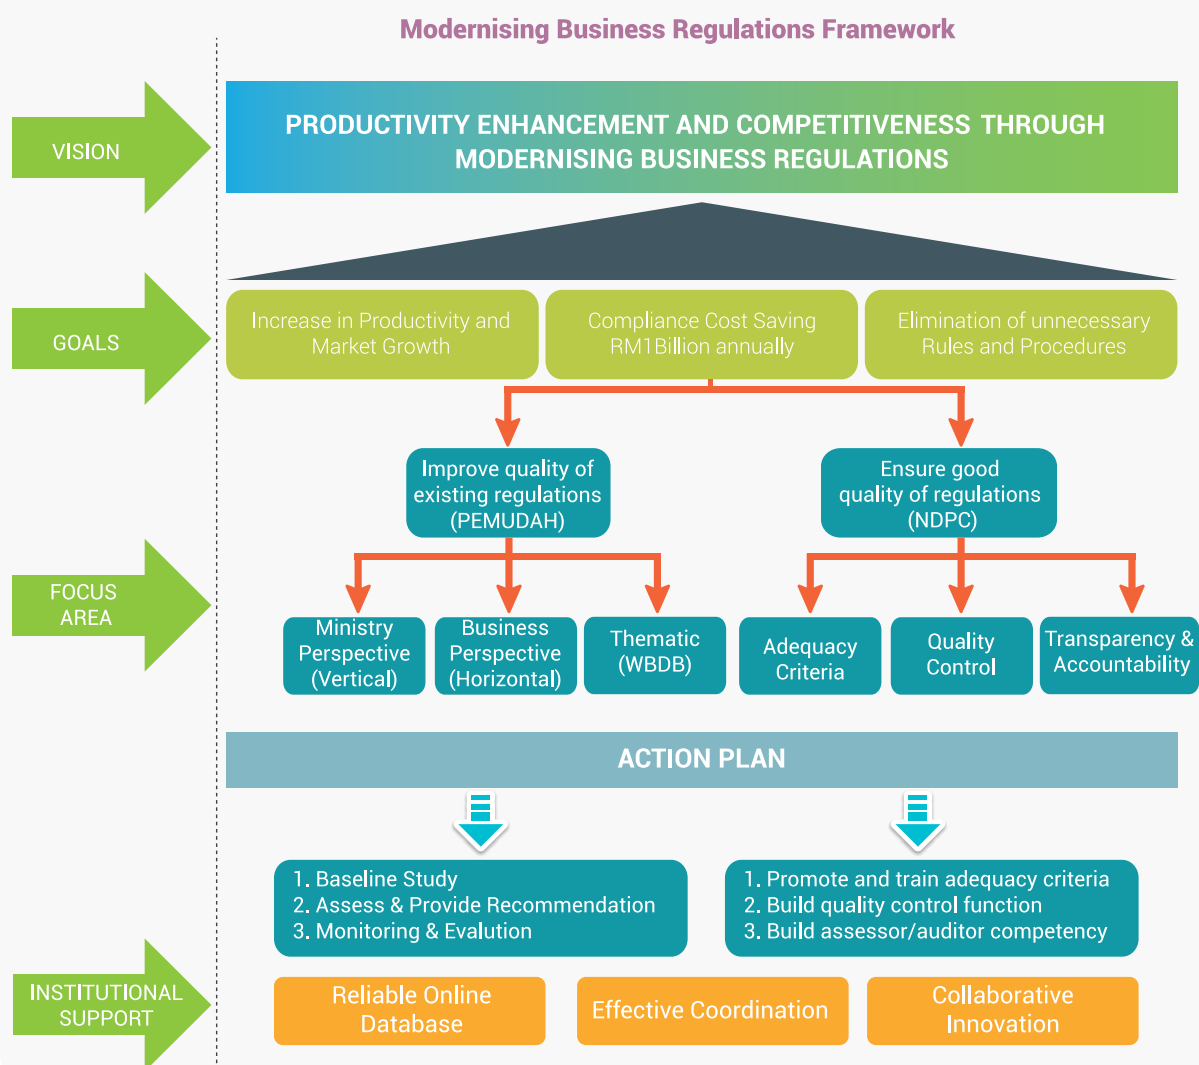 Modernising Business Regulations Framework
VISION
PRODUCTIVITY ENHANCEMENT AND COMPETITIVENESS THROUGH
MODERNISING BUSINESS REGULATIONS
GOALS
Increase in Productivity and
Market Growth
Compliance Cost Saving
RM1Billion annually
Elimination of unnecessary
Rules and Procedures
Improve quality of
existing regulations
(PEMUDAH)
Ensure good
quality of regulations
(NDPC)
FOCUS
AREA
Ministry
Perspective
(Vertical)
Business
Perspective
(Horizontal)
Thematic
(WBDB)
Adequacy
Criteria
Quality
Control
Transparency &
Accountability
ACTION PLAN
1. Baseline Study
2. Assess & Provide Recommendation
3. Monitoring & Evalution
1. Promote and train adequacy criteria
2. Build quality control function
3. Build assessor/auditor competency
INSTITUTIONAL
SUPPORT
Reliable Online
Database
Effective Coordination
Collaborative
Innovation